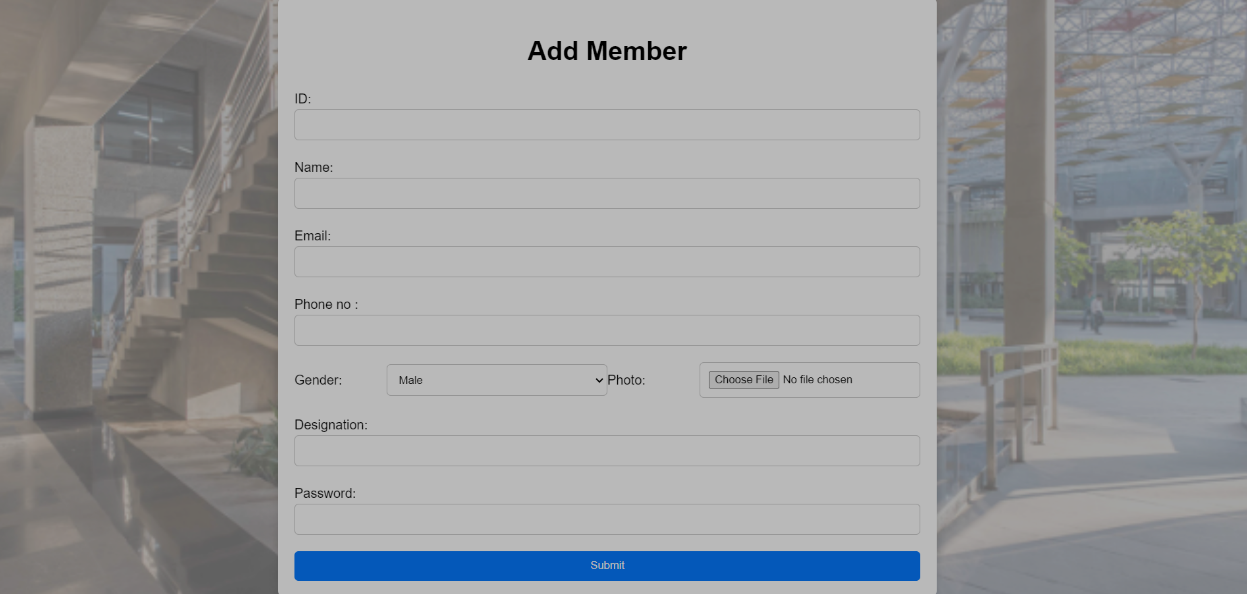 Add Member
ID:
Name:
Email:
Phone no :
Gender: Male Photo: Choose File No file chosen
Designation:
Password:
Submit